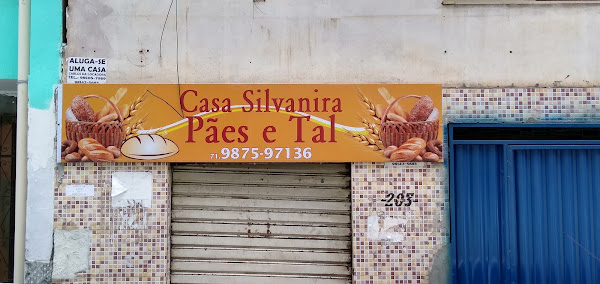 ALUGA-SE
UMA CASA
Casa Silvanira
Pães e Tal
71. 9875-97136
203